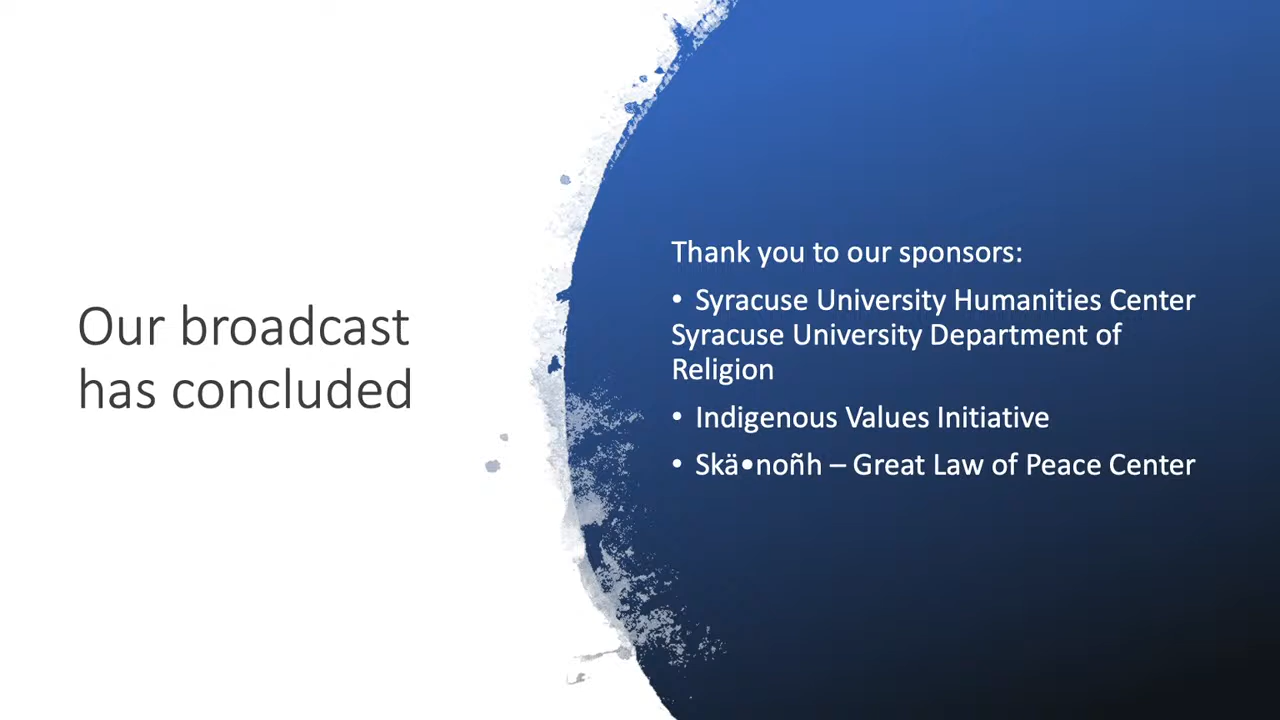 Our broadcast
has concluded
Thank you to our sponsors:
• Syracuse University Humanities Center
Syracuse University Department of
Religion
• Indigenous Values Initiative
• Skä•noñh – Great Law of Peace Center